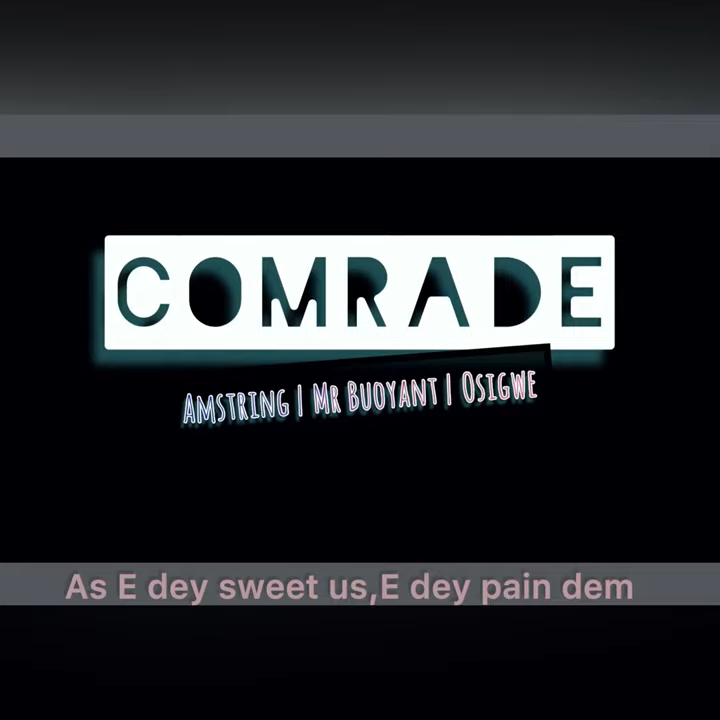 COMRADE
AMSTRING | MR BUOYANT | OSIGWE
As E dey sweet us,E dey pain dem